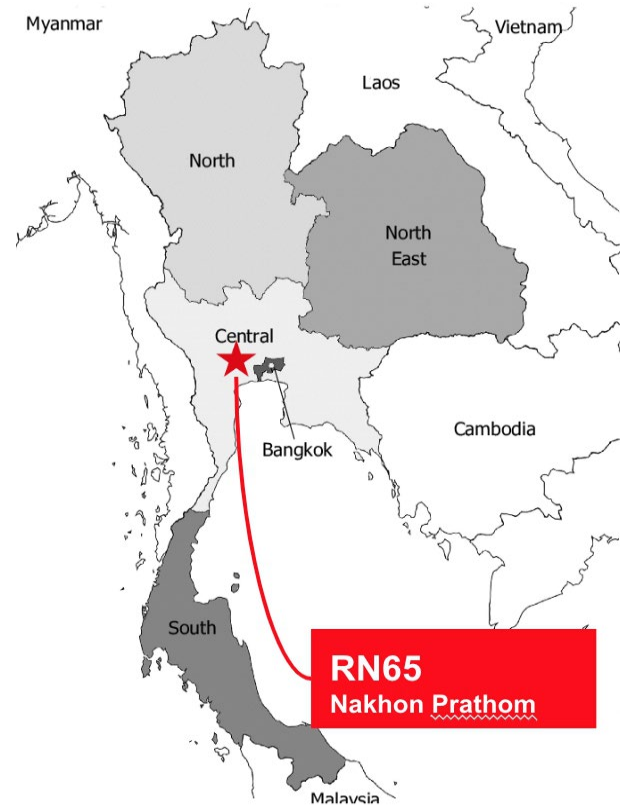 Myanmar
Vietnam
Laos
North
North
East
Central
Bangkok
Cambodia
South
RN65
Nakhon Prathom
Malaysia